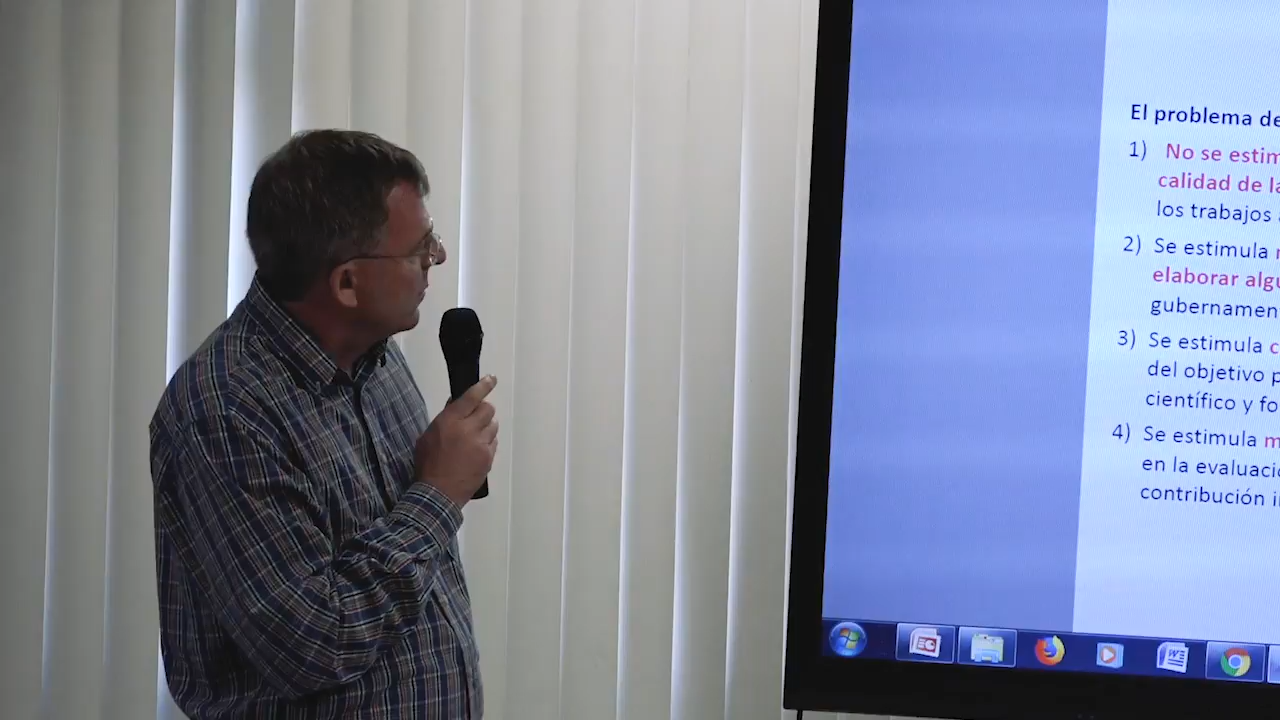 El problema de
1) No se estim
calidad de la
los trabajos
2) Se estimula
elaborar algu
gubernamen
3) Se estimula c
del objetivo p
científico y fo
4) Se estimula m
en la evaluació
contribución i